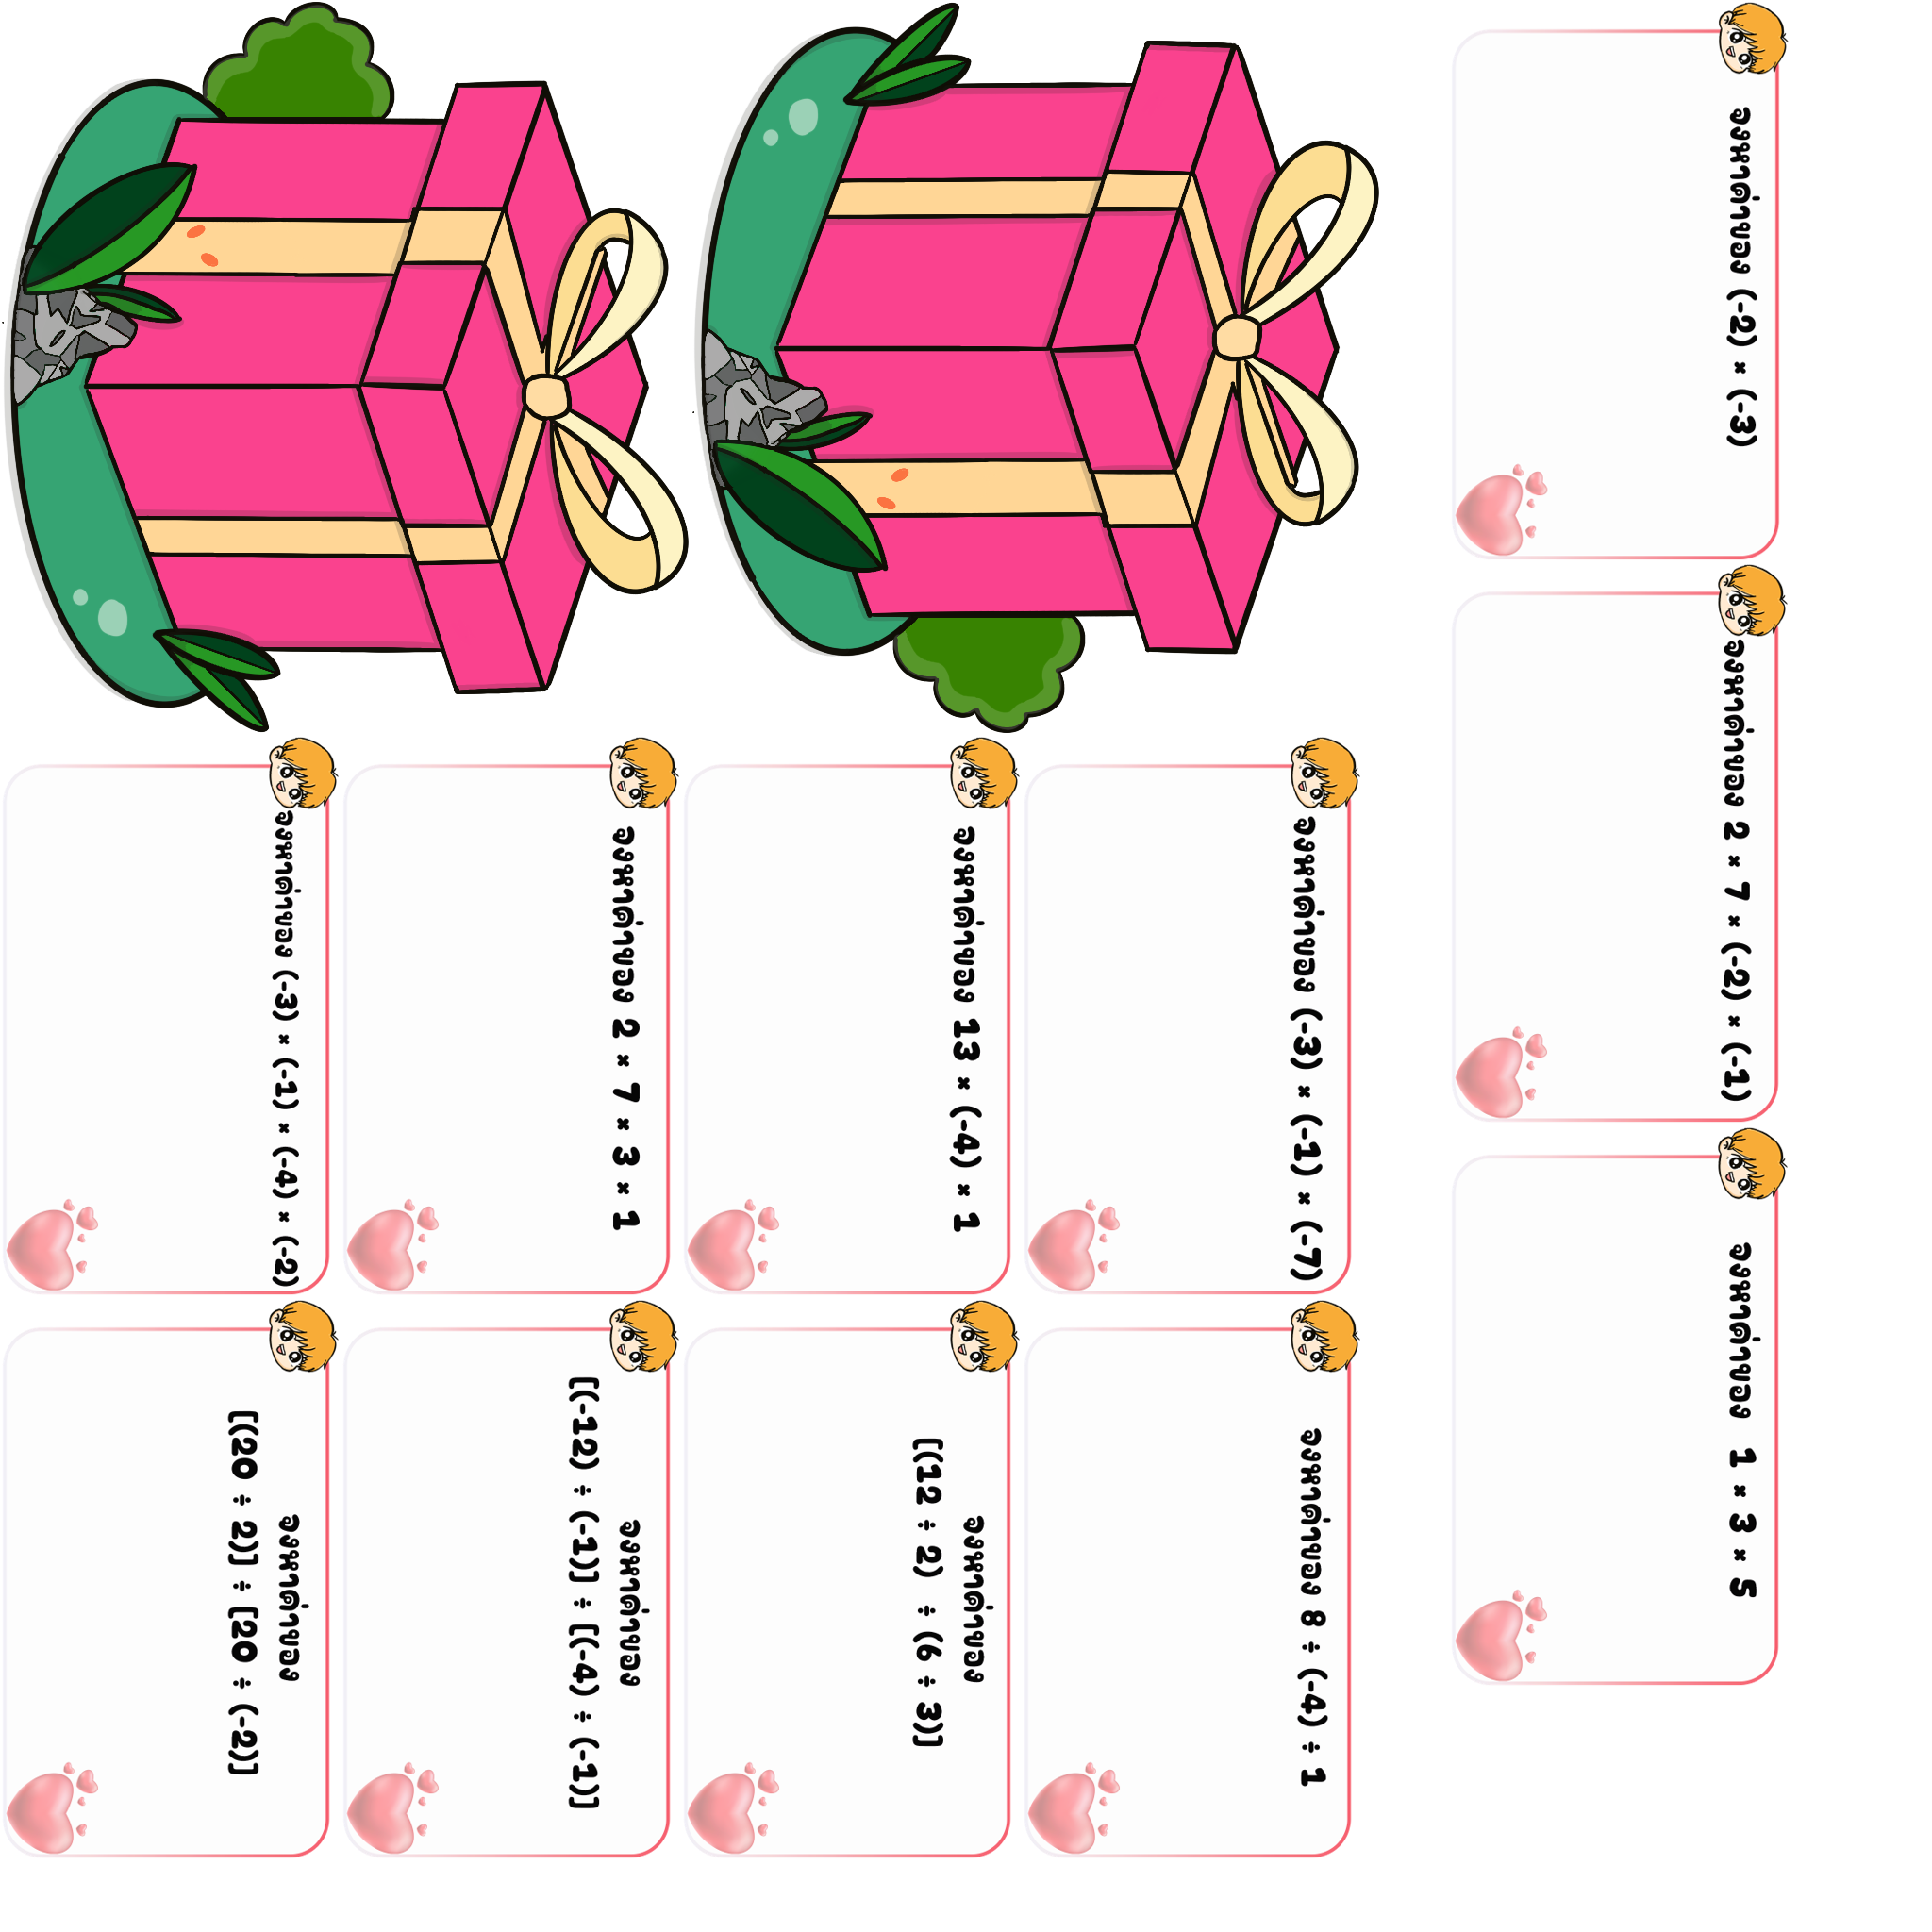 จงหาค่าของ (-2) × (-3)
จงหาค่าของ 2 × 7 × (-2) × (-1)
จงหาค่าของ 1 × 3 × 5
จงหาค่าของ (-3) × (-1) × (-7)
จงหาค่าของ 8 ÷ (-4) ÷ 1
จงหาค่าของ 13 × (-4) × 1
จงหาค่าของ
[(12 ÷ 2) ÷ (6 ÷ 3)]
จงหาค่าของ 2 × 7 × 3 × 1
จงหาค่าของ
[(-12) ÷ (-1)] ÷ [(-4) ÷ (-1)]
จงหาค่าของ (-3) × (-1) × (-4) × (-2)
จงหาค่าของ
[(20 ÷ 2)] ÷ [20 ÷ (-2)]